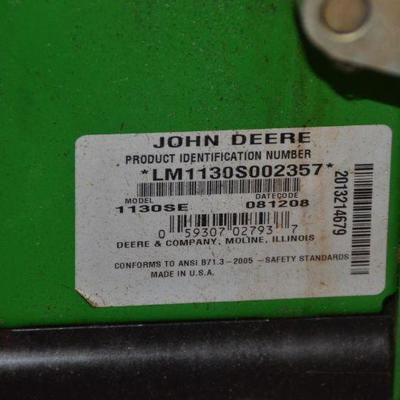 JOHN DEERE
PRODUCT IDENTIFICATION NUMBER
*LM1130S002357*
MODEL DATECODE
1130SE 081208
0 59307 02793 7
DEERE & COMPANY, MOLINE, ILLINOIS
CONFORMS TO ANSI B71.3-2005-SAFETY STANDARDS
MADE IN U.S.A.
2013214679